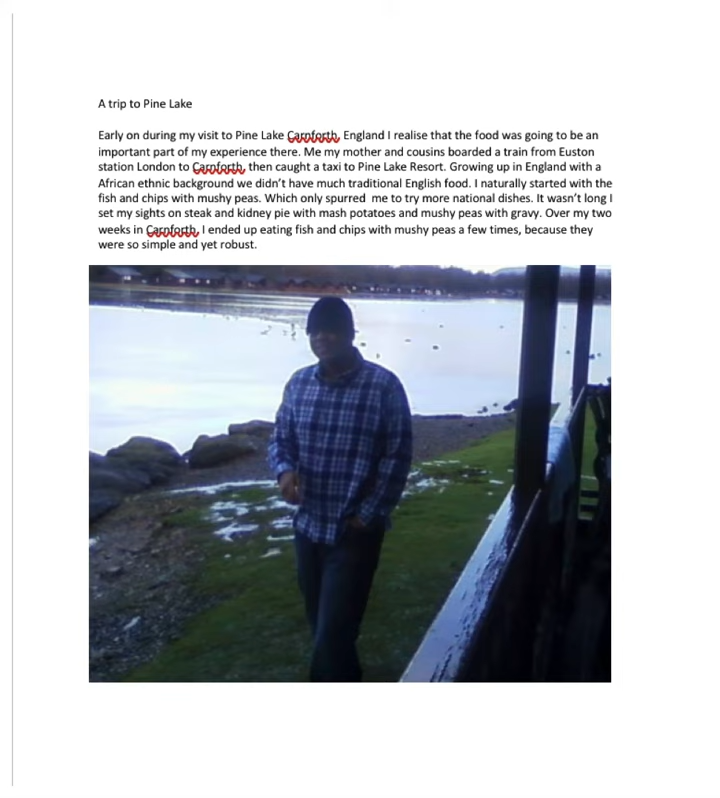 A trip to Pine Lake
Early on during my visit to Pine Lake Carnforth, England I realise that the food was going to be an
important part of my experience there. Me my mother and cousins boarded a train from Euston
station London to Carnforth, then caught a taxi to Pine Lake Resort. Growing up in England with a
African ethnic background we didn't have much traditional English food. I naturally started with the
fish and chips with mushy peas. Which only spurred  me to try more national dishes. It wasn't long I
set my sights on steak and kidney pie with mash potatoes and mushy peas with gravy. Over my two
weeks in Carnforth, I ended up eating fish and chips with mushy peas a few times, because they
were so simple and yet robust.